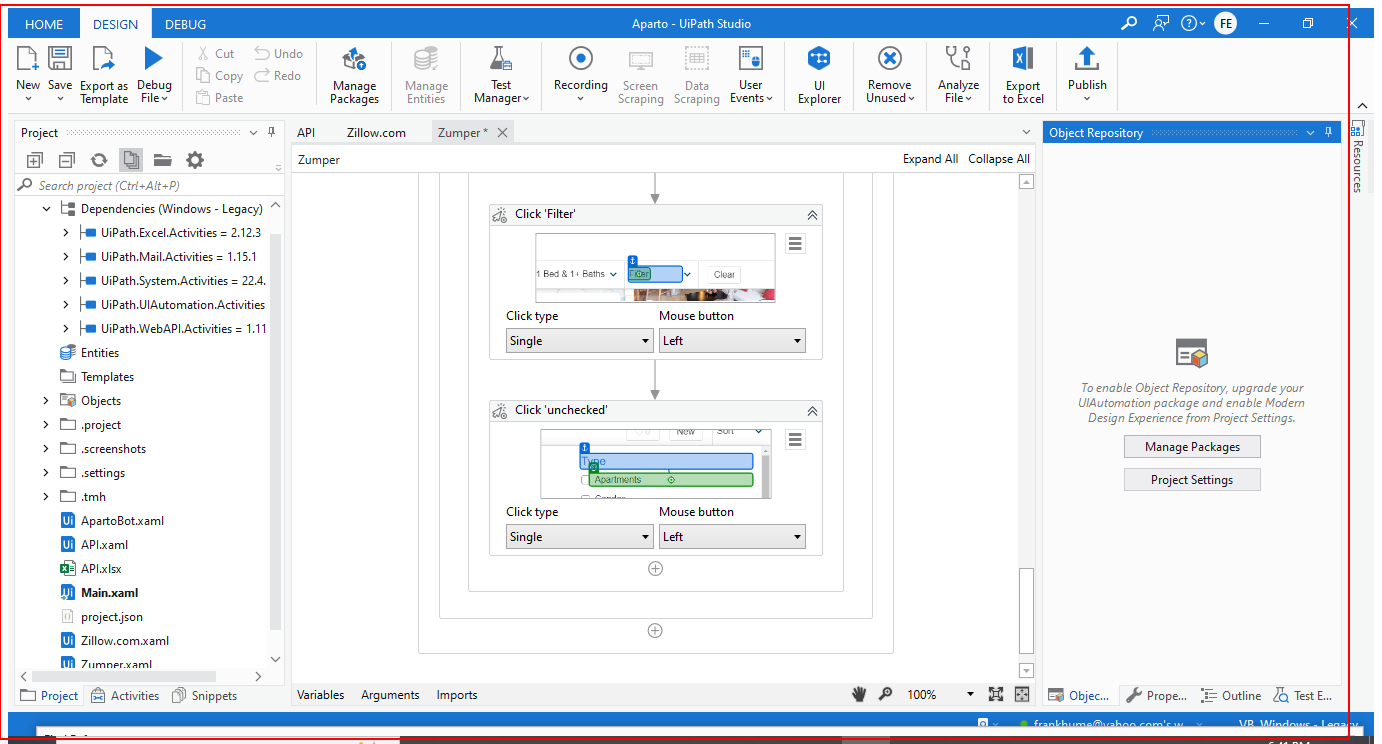 HOME DESIGN DEBUG Aparto - UiPath Studio FE
New Save Export as Template Debug File Cut Copy Paste Undo Redo Manage Packages Manage Entities Test Manager Recording Screen Scraping Data Scraping User Events UI Explorer Remove Unused Analyze File Export to Excel Publish
Project
Search project (Ctrl+Alt+P)
Dependencies (Windows - Legacy)
UiPath.Excel.Activities = 2.12.3
UiPath.Mail.Activities = 1.15.1
UiPath.System.Activities = 22.4.
UiPath.UIAutomation.Activities
UiPath.WebAPI.Activities = 1.11
Entities
Templates
Objects
.project
.screenshots
.settings
.tmh
ApartoBot.xaml
API.xaml
API.xlsx
Main.xaml
project.json
Zillow.com.xaml
Zumper.xaml
Project Activities Snippets
API Zillow.com Zumper *
Zumper Expand All Collapse All
Click 'Filter'
1 Bed & 1+ Baths Filter Clear
Click type Mouse button
Single Left
Click 'unchecked'
New Sort
Type
Apartments
Click type Mouse button
Single Left
Variables Arguments Imports 100%
Object Repository
To enable Object Repository, upgrade your
UIAutomation package and enable Modern
Design Experience from Project Settings.
Manage Packages
Project Settings
Objec... Prope... Outline Test E...
Resources
frankhume@yahoo.com's w... VB, Windows - Legacy
6:41 PM